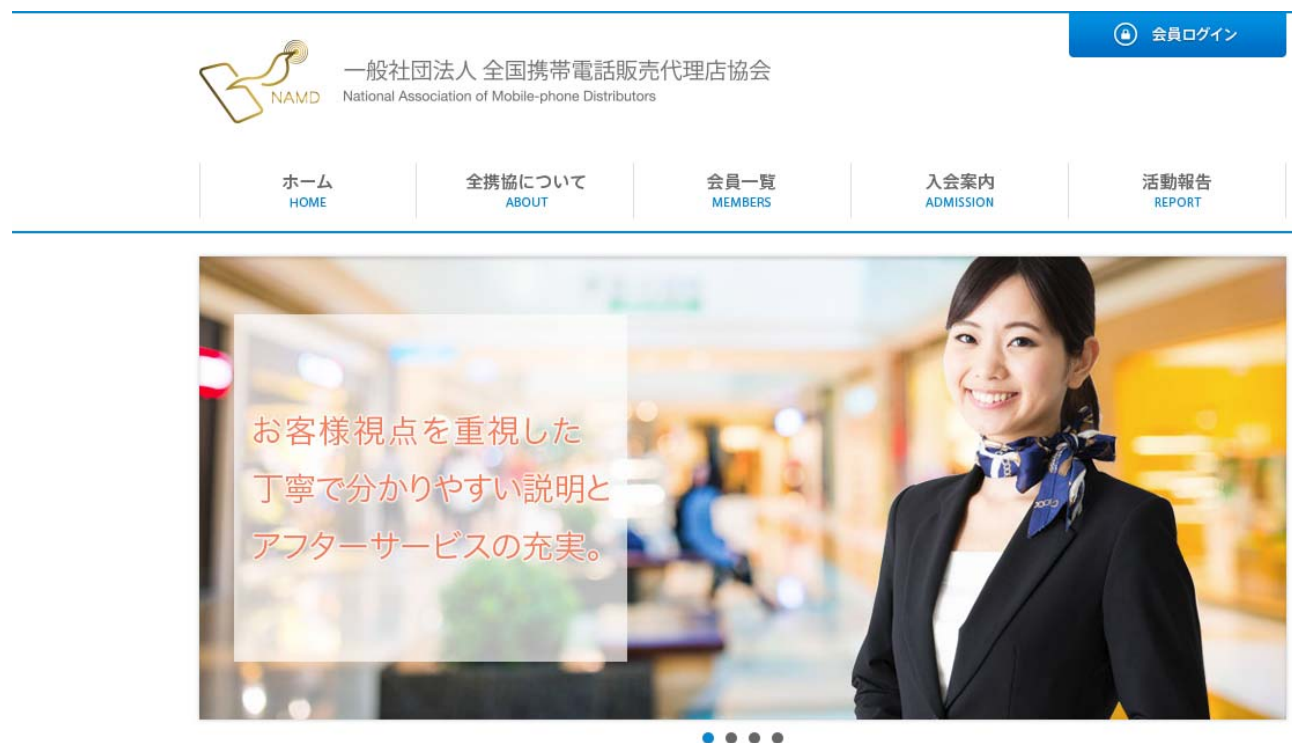 会員ログイン
NAMD
一般社団法人 全国携帯電話販売代理店協会
National Association of Mobile-phone Distributors
ホーム
HOME
全携協について
ABOUT
会員一覧
MEMBERS
入会案内
ADMISSION
活動報告
REPORT
お客様視点を重視した
丁寧で分かりやすい説明と
アフターサービスの充実。